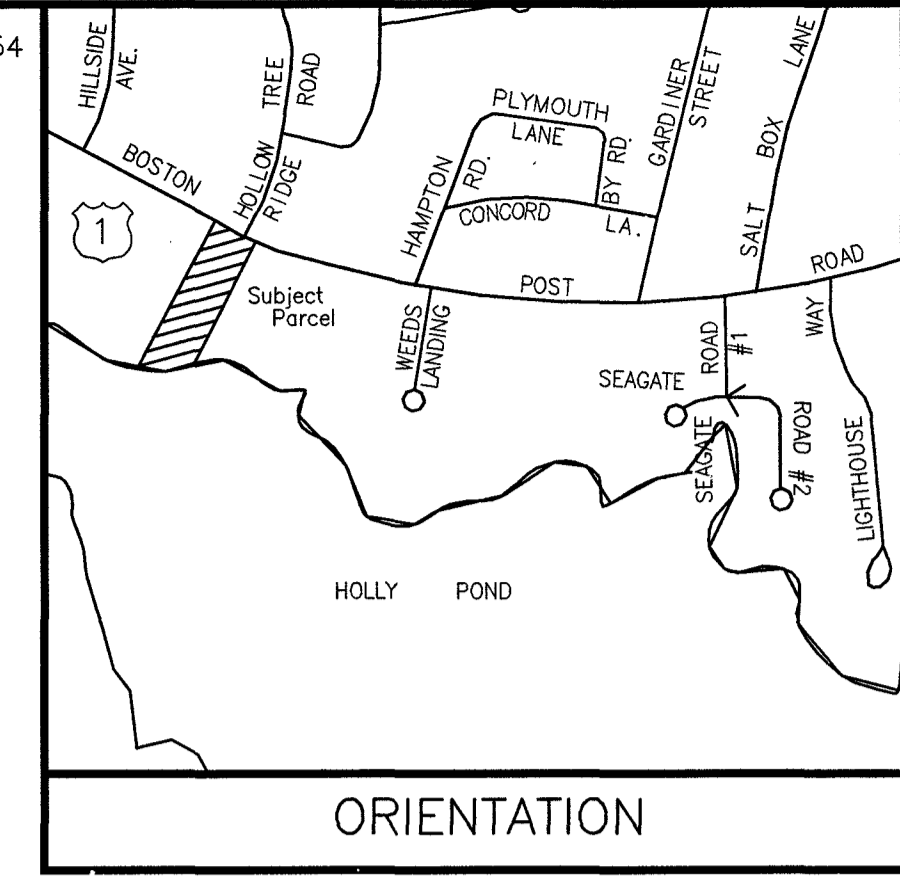 64
HILLSIDE
AVE.
TREE
ROAD
HOLLOW
RIDGE
BOSTON
1
PLYMOUTH
LANE
HAMPTON
RD.
BY RD.
CONCORD
LA.
GARDINER
STREET
SALT BOX LANE
POST
ROAD
Subject
Parcel
WEEDS
LANDING
SEAGATE
ROAD
#1
SEAGATE
ROAD #2
WAY
LIGHTHOUSE
HOLLY POND
ORIENTATION